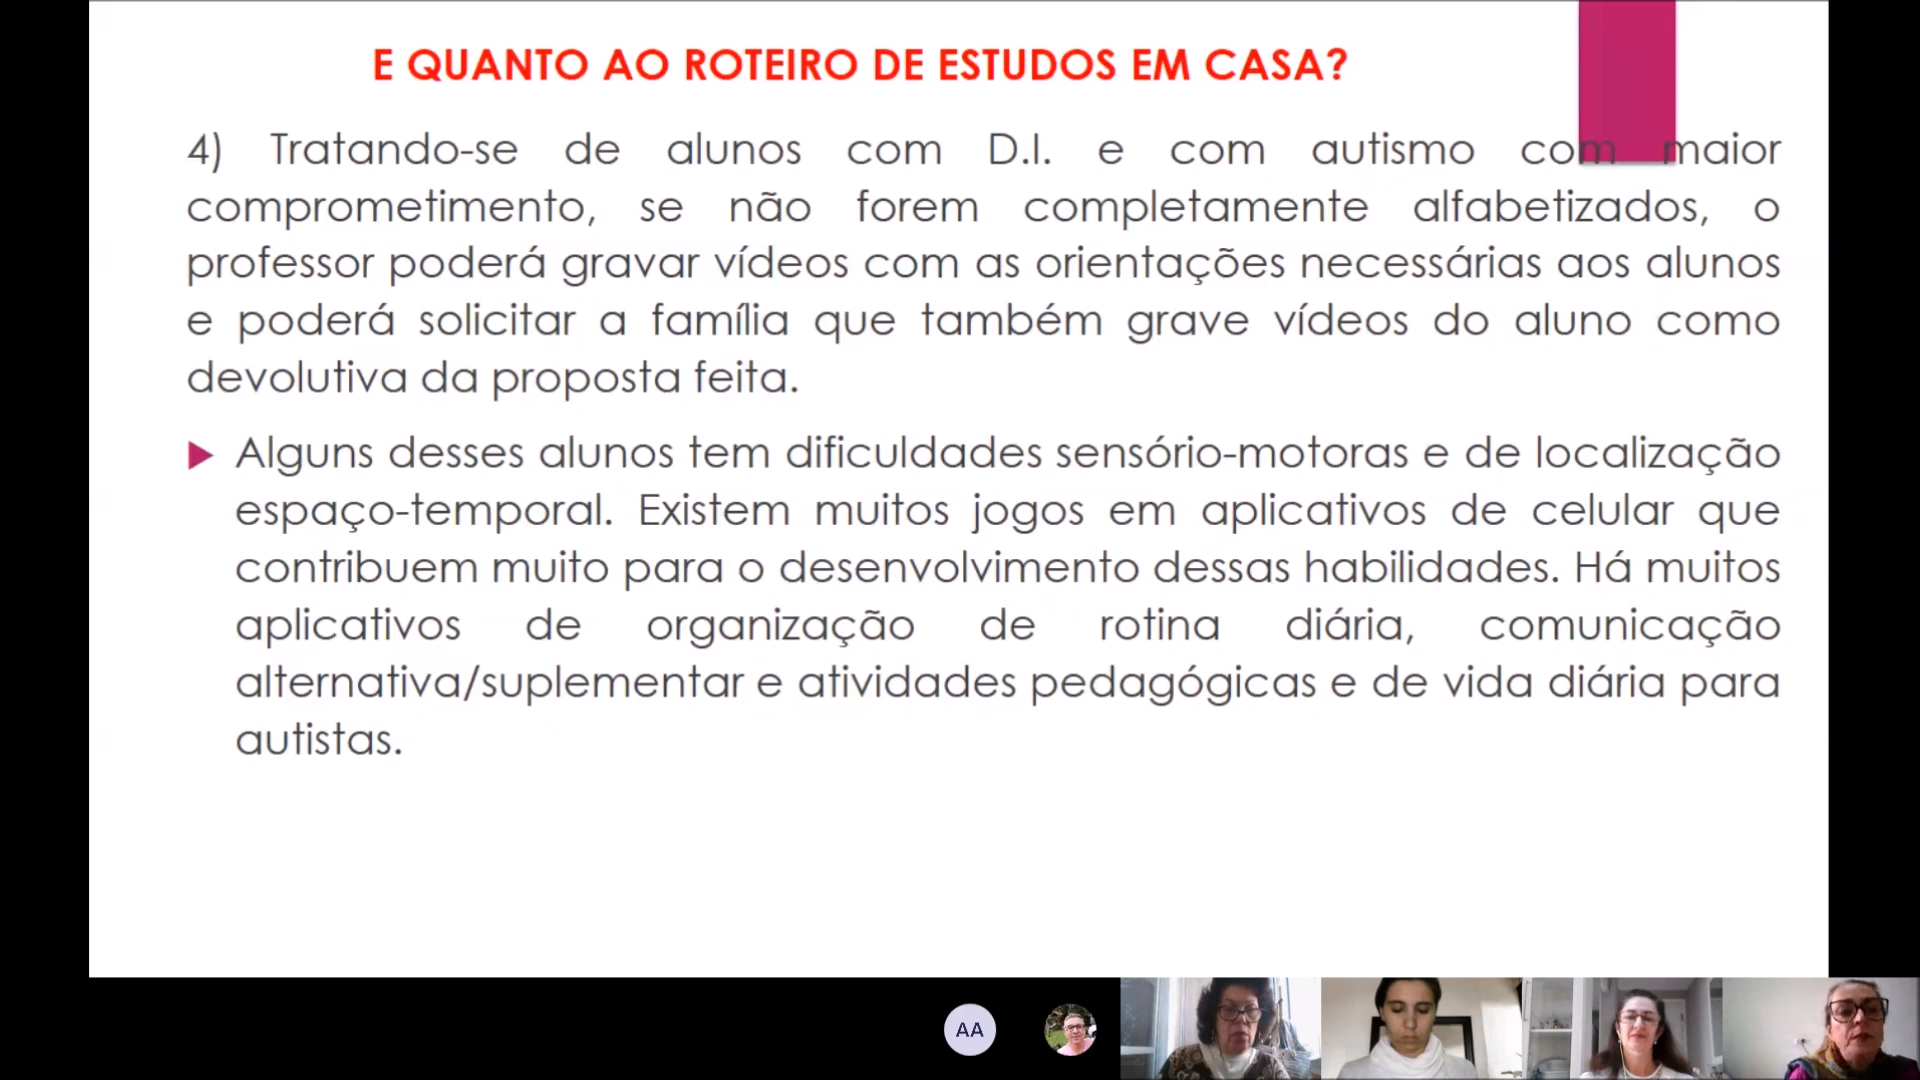 E QUANTO AO ROTEIRO DE ESTUDOS EM CASA?
4) Tratando-se de alunos com D.I. e com autismo com maior
comprometimento, se não forem completamente alfabetizados, o
professor poderá gravar vídeos com as orientações necessárias aos alunos
e poderá solicitar a família que também grave vídeos do aluno como
devolutiva da proposta feita.
Alguns desses alunos tem dificuldades sensório-motoras e de localização
espaço-temporal. Existem muitos jogos em aplicativos de celular que
contribuem muito para o desenvolvimento dessas habilidades. Há muitos
aplicativos de organização de rotina diária, comunicação
alternativa/suplementar e atividades pedagógicas e de vida diária para
autistas.
AA